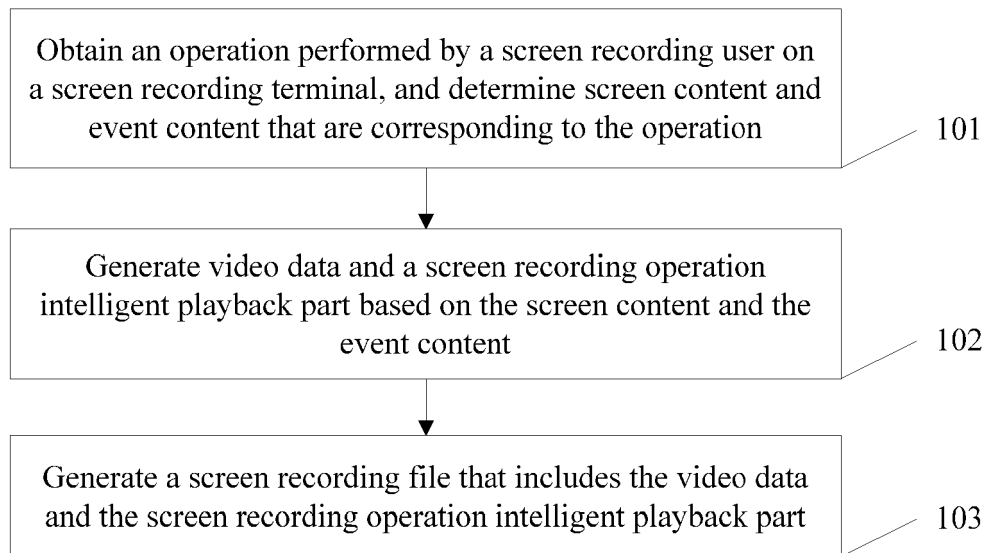 Obtain an operation performed by a screen recording user on
a screen recording terminal, and determine screen content and
event content that are corresponding to the operation
101
Generate video data and a screen recording operation
intelligent playback part based on the screen content and the
event content
102
Generate a screen recording file that includes the video data
and the screen recording operation intelligent playback part
103